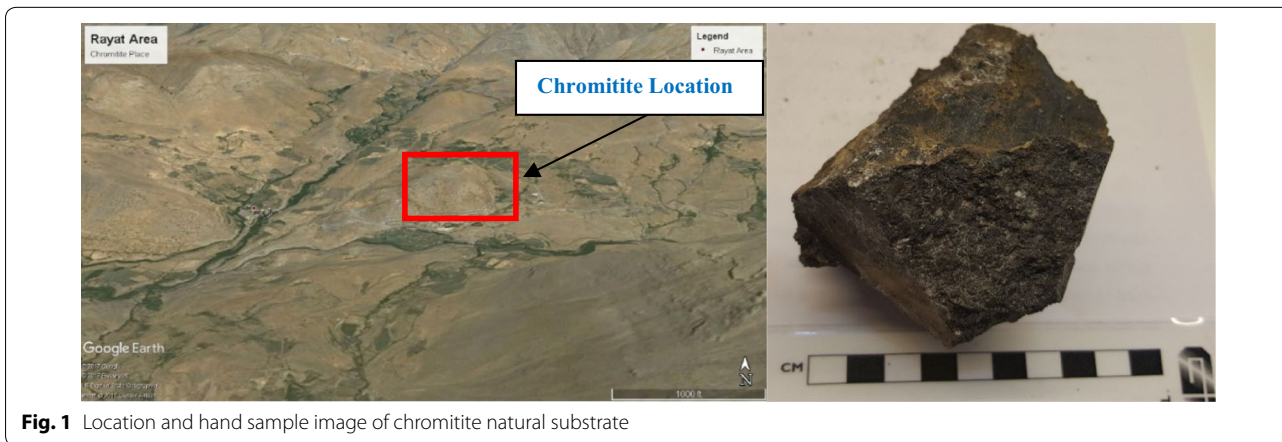 Rayat Area
Chromitite Place
Legend
Rayat Area
Chromitite Location
Google Earth
N
1000 ft
CM
Fig. 1 Location and hand sample image of chromitite natural substrate